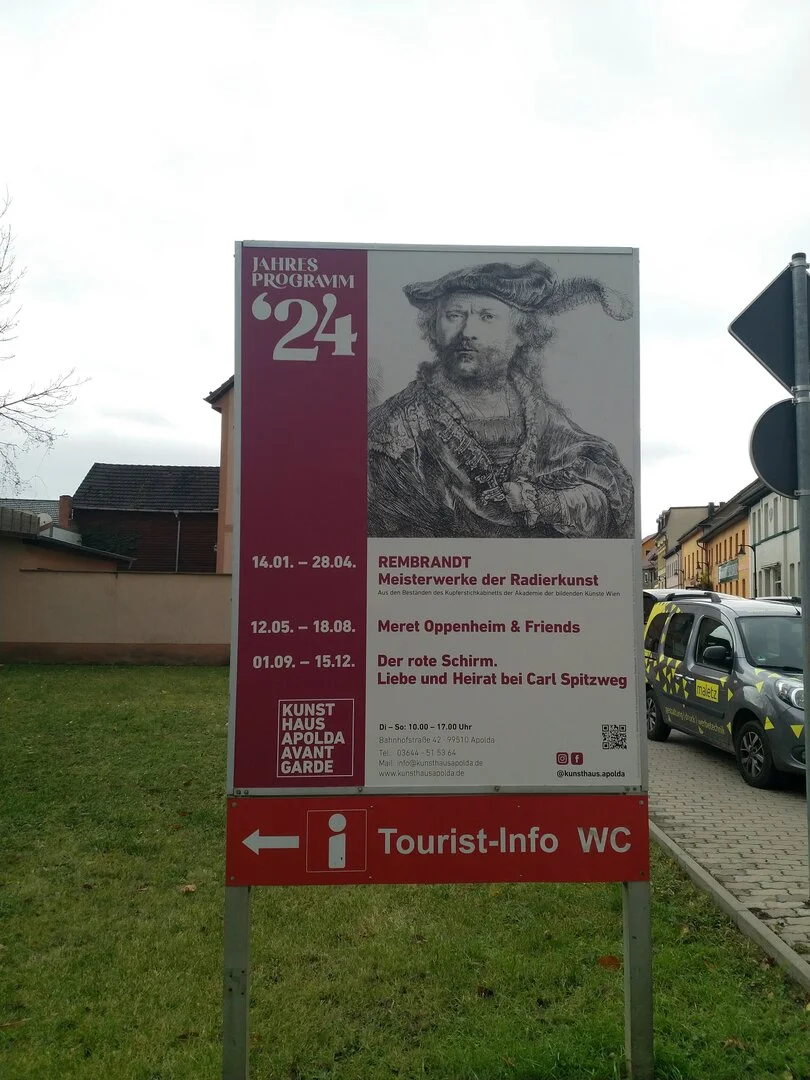 JAHRES
PROGRAMM
'24
14.01. – 28.04.
REMBRANDT
Meisterwerke der Radierkunst
Aus den Beständen des Kupferstichkabinetts der Akademie der bildenden Künste Wien
12.05. – 18.08.
Meret Oppenheim & Friends
01.09. – 15.12.
Der rote Schirm.
Liebe und Heirat bei Carl Spitzweg
KUNST
HAUS
APOLDA
AVANT
GARDE
Di – So: 10.00 – 17.00 Uhr
Bahnhofstraße 42 · 99510 Apolda
Tel.: 03644 - 51 53 64
Mail: info@kunsthausapolda.de
www.kunsthausapolda.de
@kunsthaus.apolda
i Tourist-Info WC
maletz